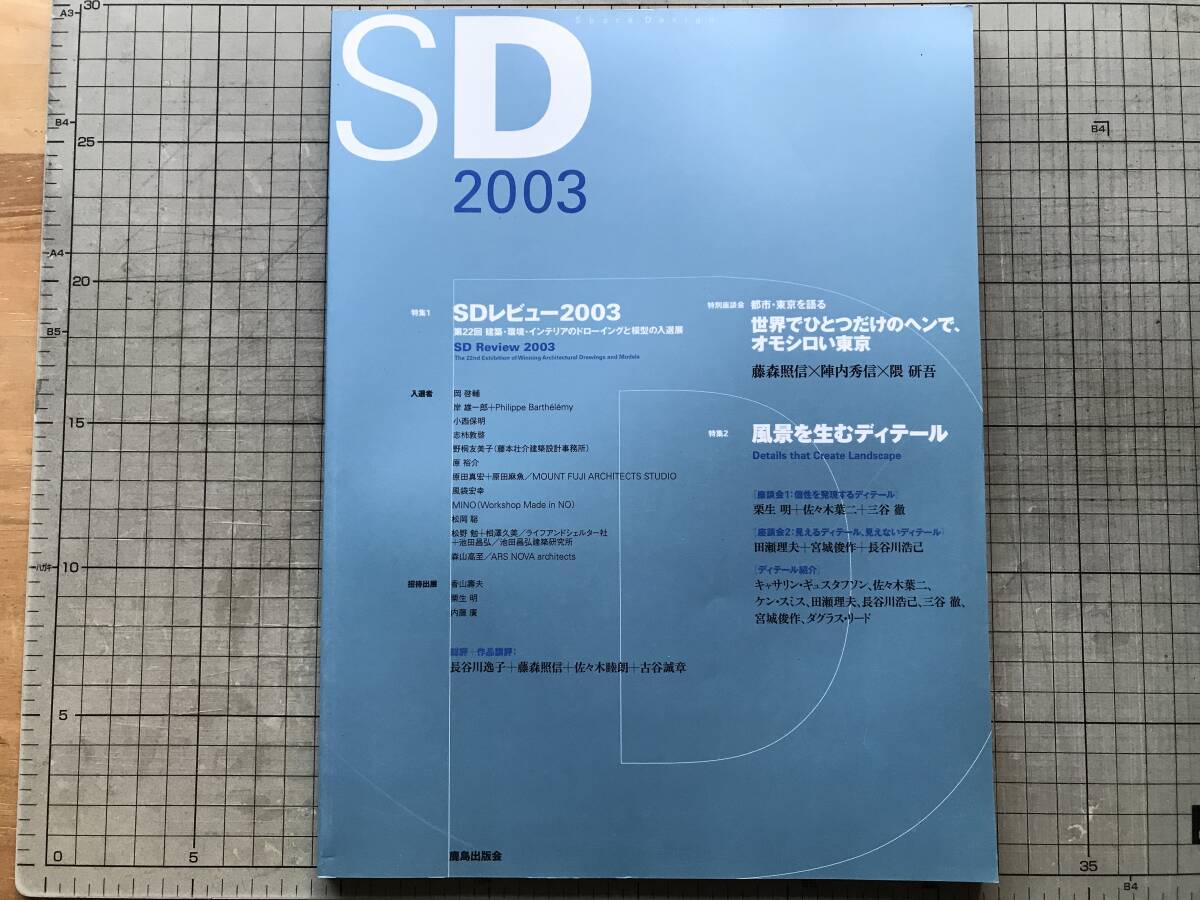 Space Design
SD
2003
特集1
SDレビュー2003
第22回 建築・環境・インテリアのドローイングと模型の入選展
SD Review 2003
The 22nd Exhibition of Winning Architectural Drawings and Models
入選者
岡 啓輔
岸 雄一郎+Philippe Barthélémy
小西保明
志柿敦啓
野桐友美子(藤本壮介建築設計事務所)
原 裕介
原田真宏+原田麻魚/MOUNT FUJI ARCHITECTS STUDIO
風袋宏幸
MINO(Workshop Made in NO)
松岡 聡
松野 勉+相澤久美/ライフアンドシェルター社
+池田昌弘/池田昌弘建築研究所
森山高至/ARS NOVA architects
招待出展
香山壽夫
栗生 明
内藤 廣
総評+作品講評:
長谷川逸子+藤森照信+佐々木睦朗+古谷誠章
特別座談会
都市・東京を語る
世界でひとつだけのヘンで、
オモシロい東京
藤森照信×陣内秀信×隈 研吾
特集2
風景を生むディテール
Details that Create Landscape
[座談会1:個性を発現するディテール]
栗生 明+佐々木葉二+三谷 徹
[座談会2:見えるディテール、見えないディテール]
田瀬理夫+宮城俊作+長谷川浩己
[ディテール紹介]
キャサリン・ギュスタフソン、佐々木葉二、
ケン・スミス、田瀬理夫、長谷川浩己、三谷 徹、
宮城俊作、ダグラス・リード
鹿島出版会
A3
30
B4
25
A4
20
B5
15
ハガキ
10
5
0
5
B4
35
B4